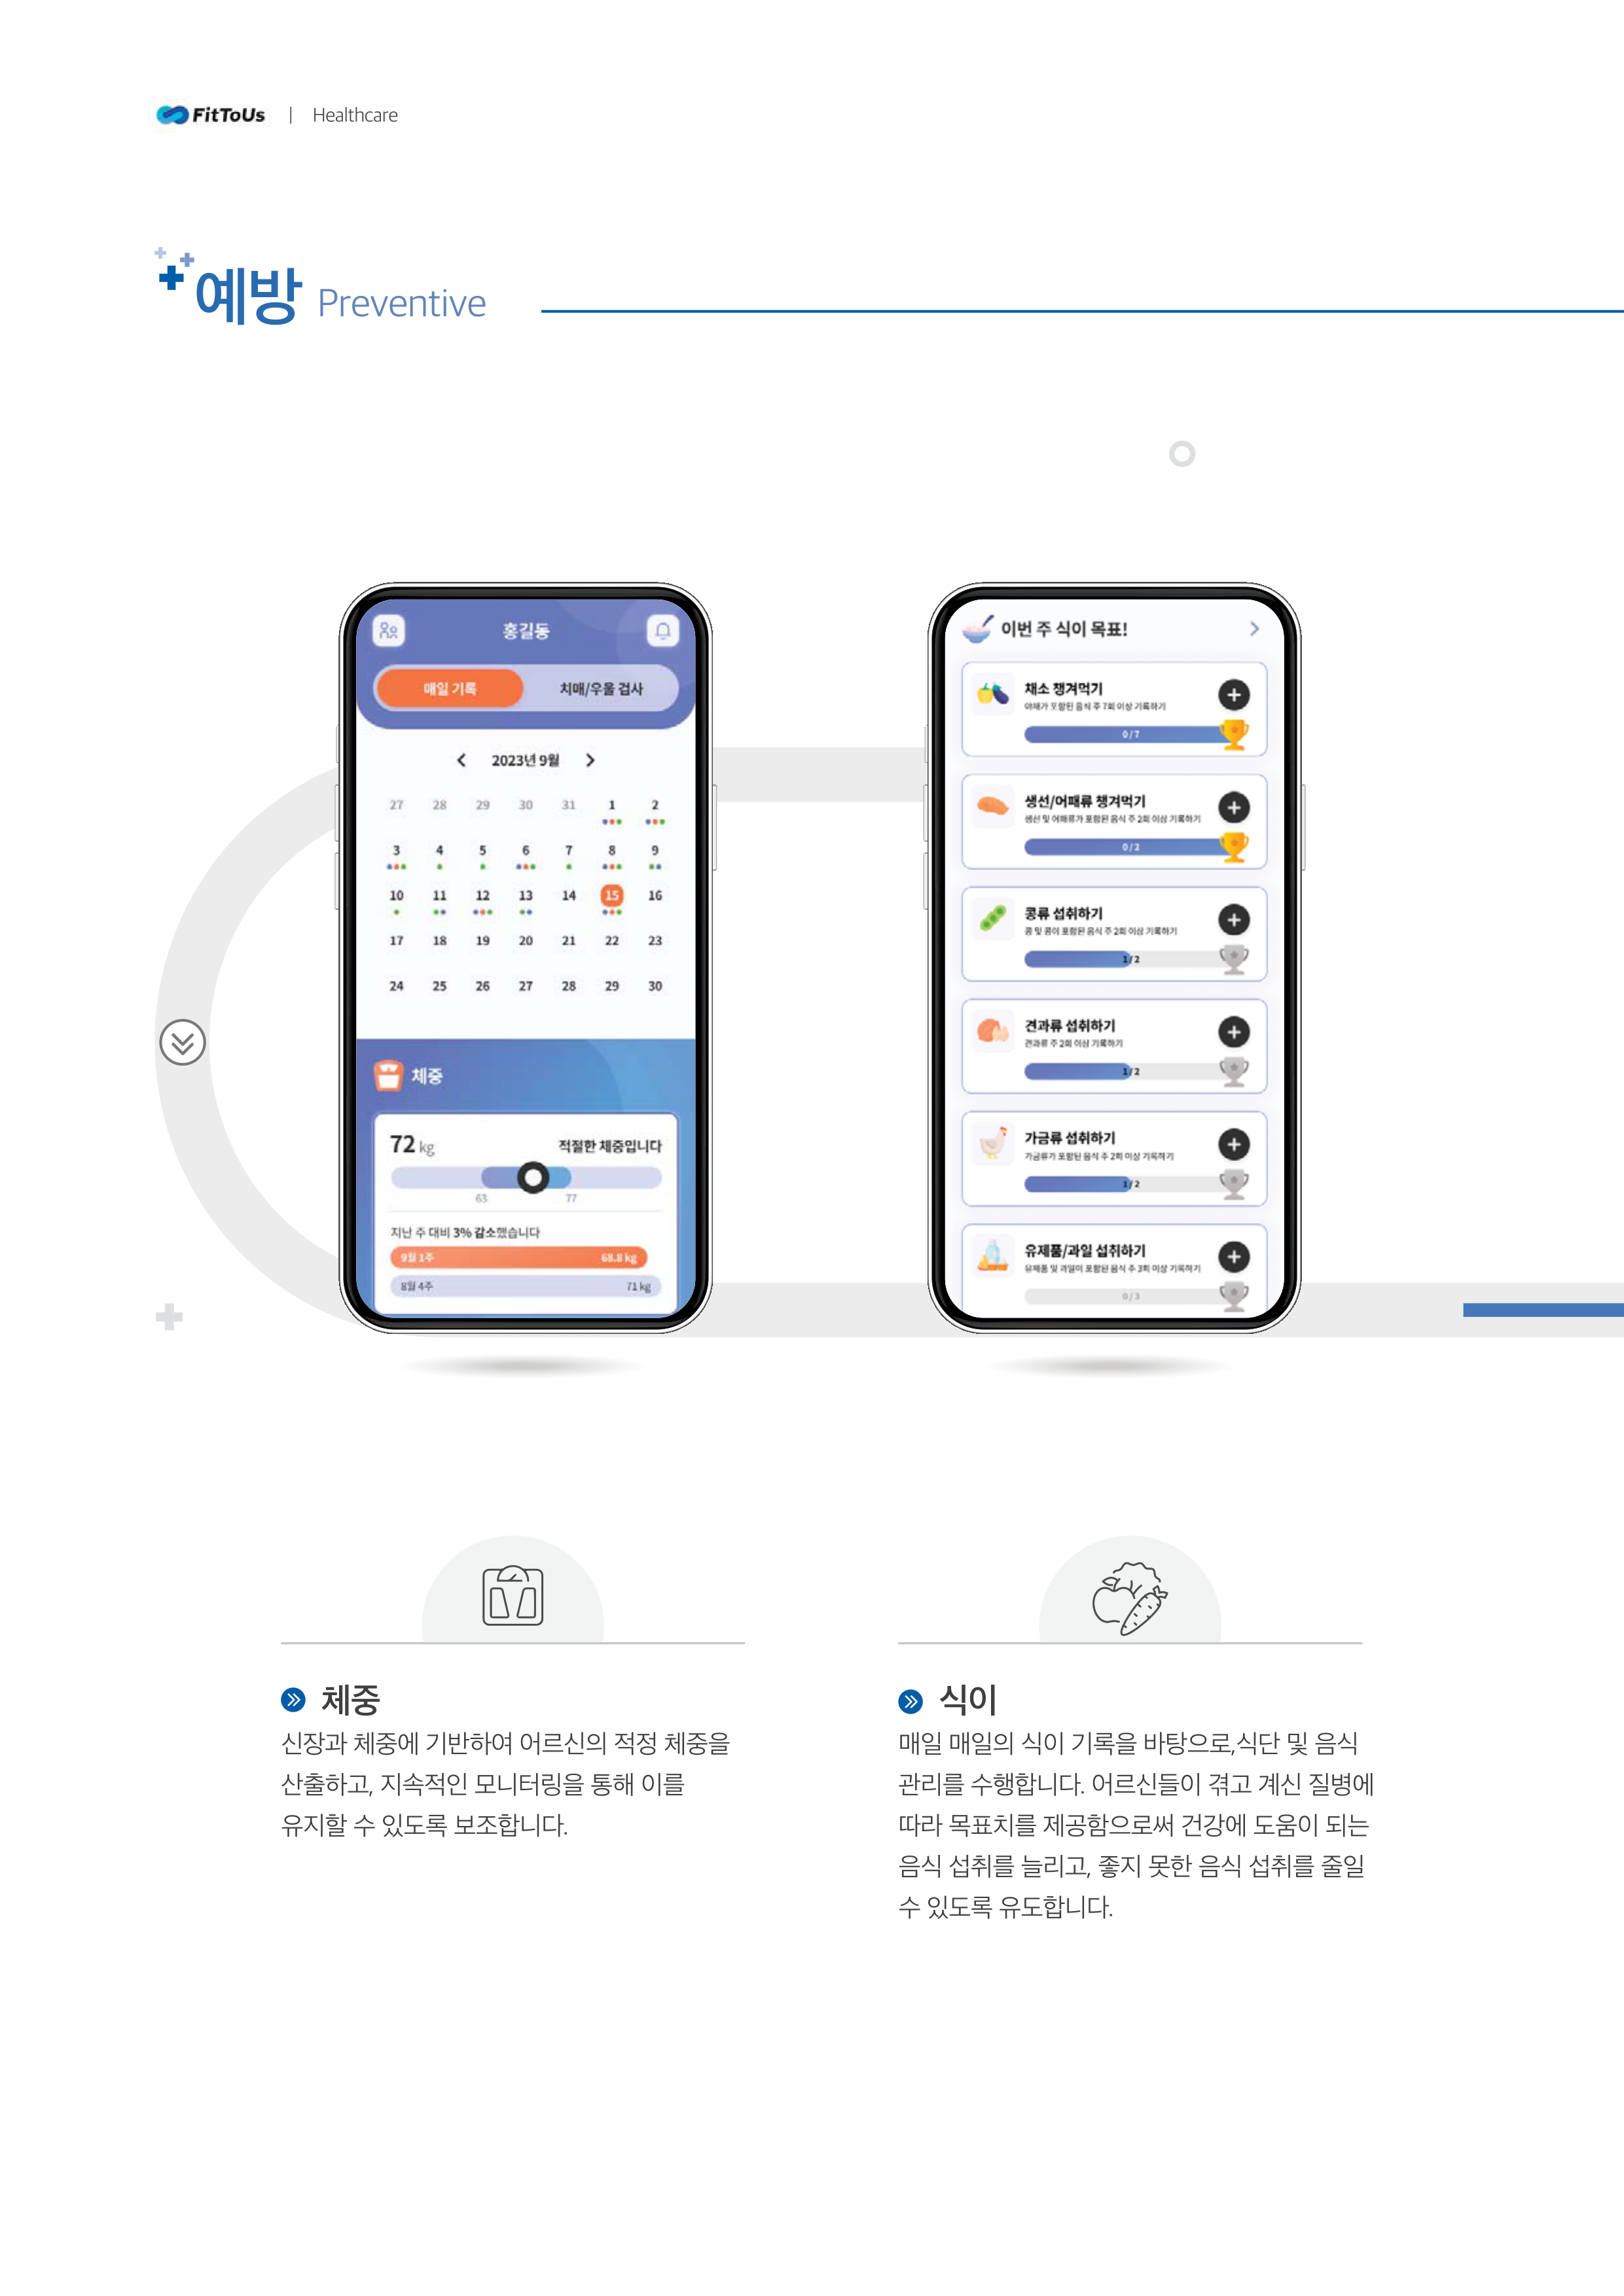 FitToUs | Healthcare
예방 Preventive
홍길동
매일 기록 치매/우울 검사
2023년 9월
27 28 29 30 31 1 2
3 4 5 6 7 8 9
10 11 12 13 14 15 16
17 18 19 20 21 22 23
24 25 26 27 28 29 30
체중
72 kg 적절한 체중입니다
63 77
지난 주 대비 3% 감소했습니다
9월 1주 68.8 kg
8월 4주 71 kg
이번 주 식이 목표!
채소 챙겨먹기
야채가 포함된 음식 주 7회 이상 기록하기
0 / 7
생선/어패류 챙겨먹기
생선 및 어패류가 포함된 음식 주 2회 이상 기록하기
0 / 2
콩류 섭취하기
콩 및 콩이 포함된 음식 주 2회 이상 기록하기
1 / 2
견과류 섭취하기
견과류 주 2회 이상 기록하기
1 / 2
가금류 섭취하기
가금류가 포함된 음식 주 2회 이상 기록하기
1 / 2
유제품/과일 섭취하기
유제품 및 과일이 포함된 음식 주 3회 이상 기록하기
0 / 3
체중
신장과 체중에 기반하여 어르신의 적정 체중을
산출하고, 지속적인 모니터링을 통해 이를
유지할 수 있도록 보조합니다.
식이
매일 매일의 식이 기록을 바탕으로,식단 및 음식
관리를 수행합니다. 어르신들이 겪고 계신 질병에
따라 목표치를 제공함으로써 건강에 도움이 되는
음식 섭취를 늘리고, 좋지 못한 음식 섭취를 줄일
수 있도록 유도합니다.